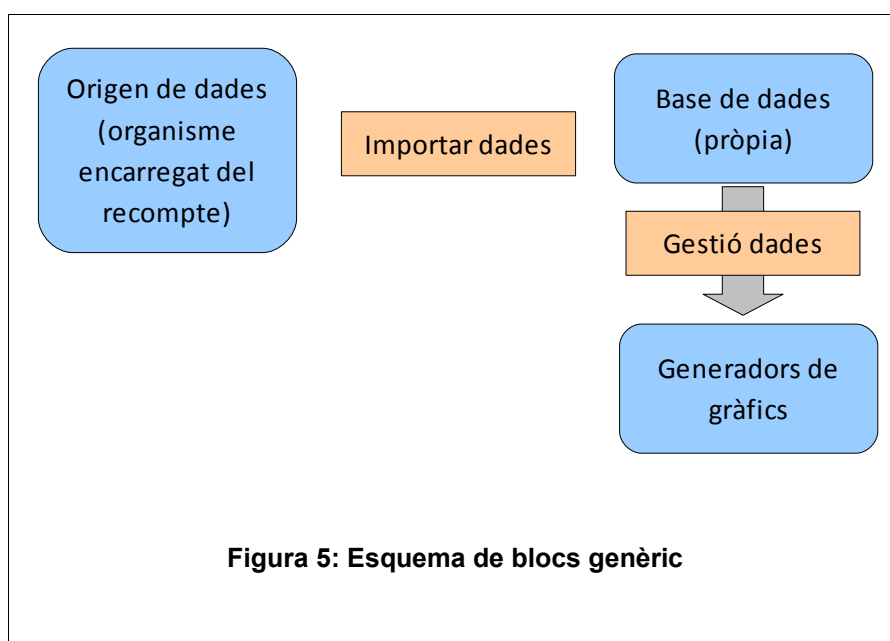 Origen de dades
(organisme
encarregat del
recompte)
Importar dades
Base de dades
(pròpia)
Gestió dades
Generadors de
gràfics
Figura 5: Esquema de blocs genèric